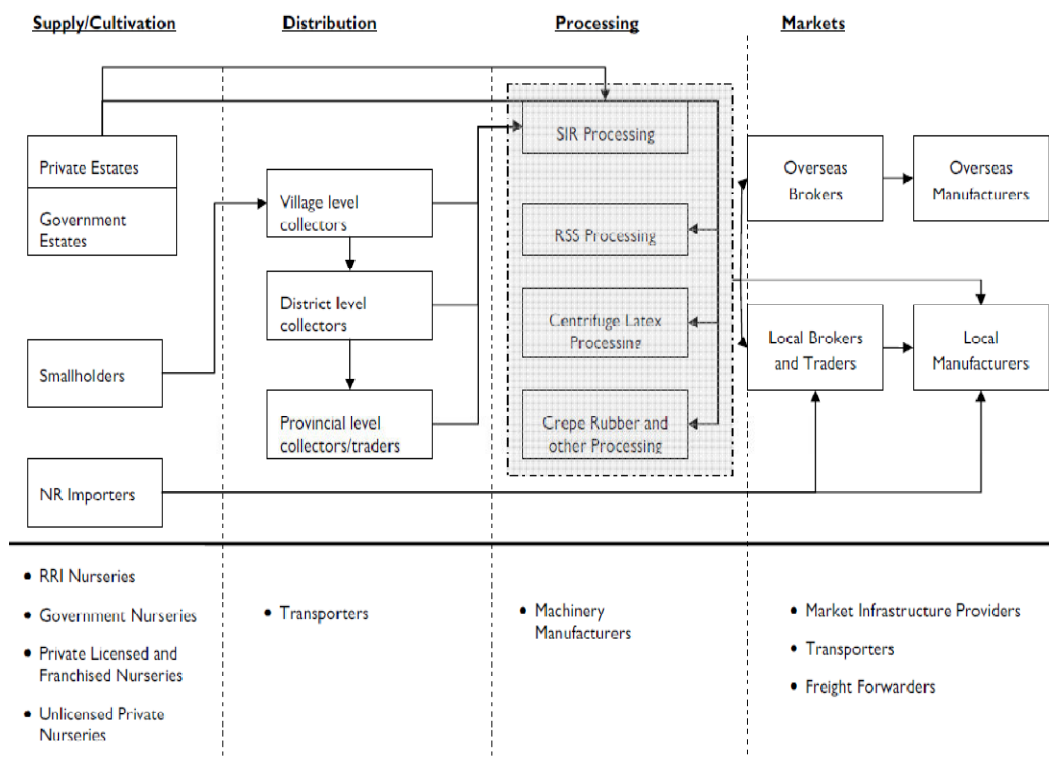 Supply/Cultivation
Distribution
Processing
Markets
Private Estates
Government
Estates
Smallholders
NR Importers
Village level
collectors
District level
collectors
Provincial level
collectors/traders
SIR Processing
RSS Processing
Centrifuge Latex
Processing
Crepe Rubber and
other Processing
Overseas
Brokers
Overseas
Manufacturers
Local Brokers
and Traders
Local
Manufacturers
• RRI Nurseries
• Government Nurseries
• Private Licensed and
Franchised Nurseries
• Unlicensed Private
Nurseries
• Transporters
• Machinery
Manufacturers
• Market Infrastructure Providers
• Transporters
• Freight Forwarders